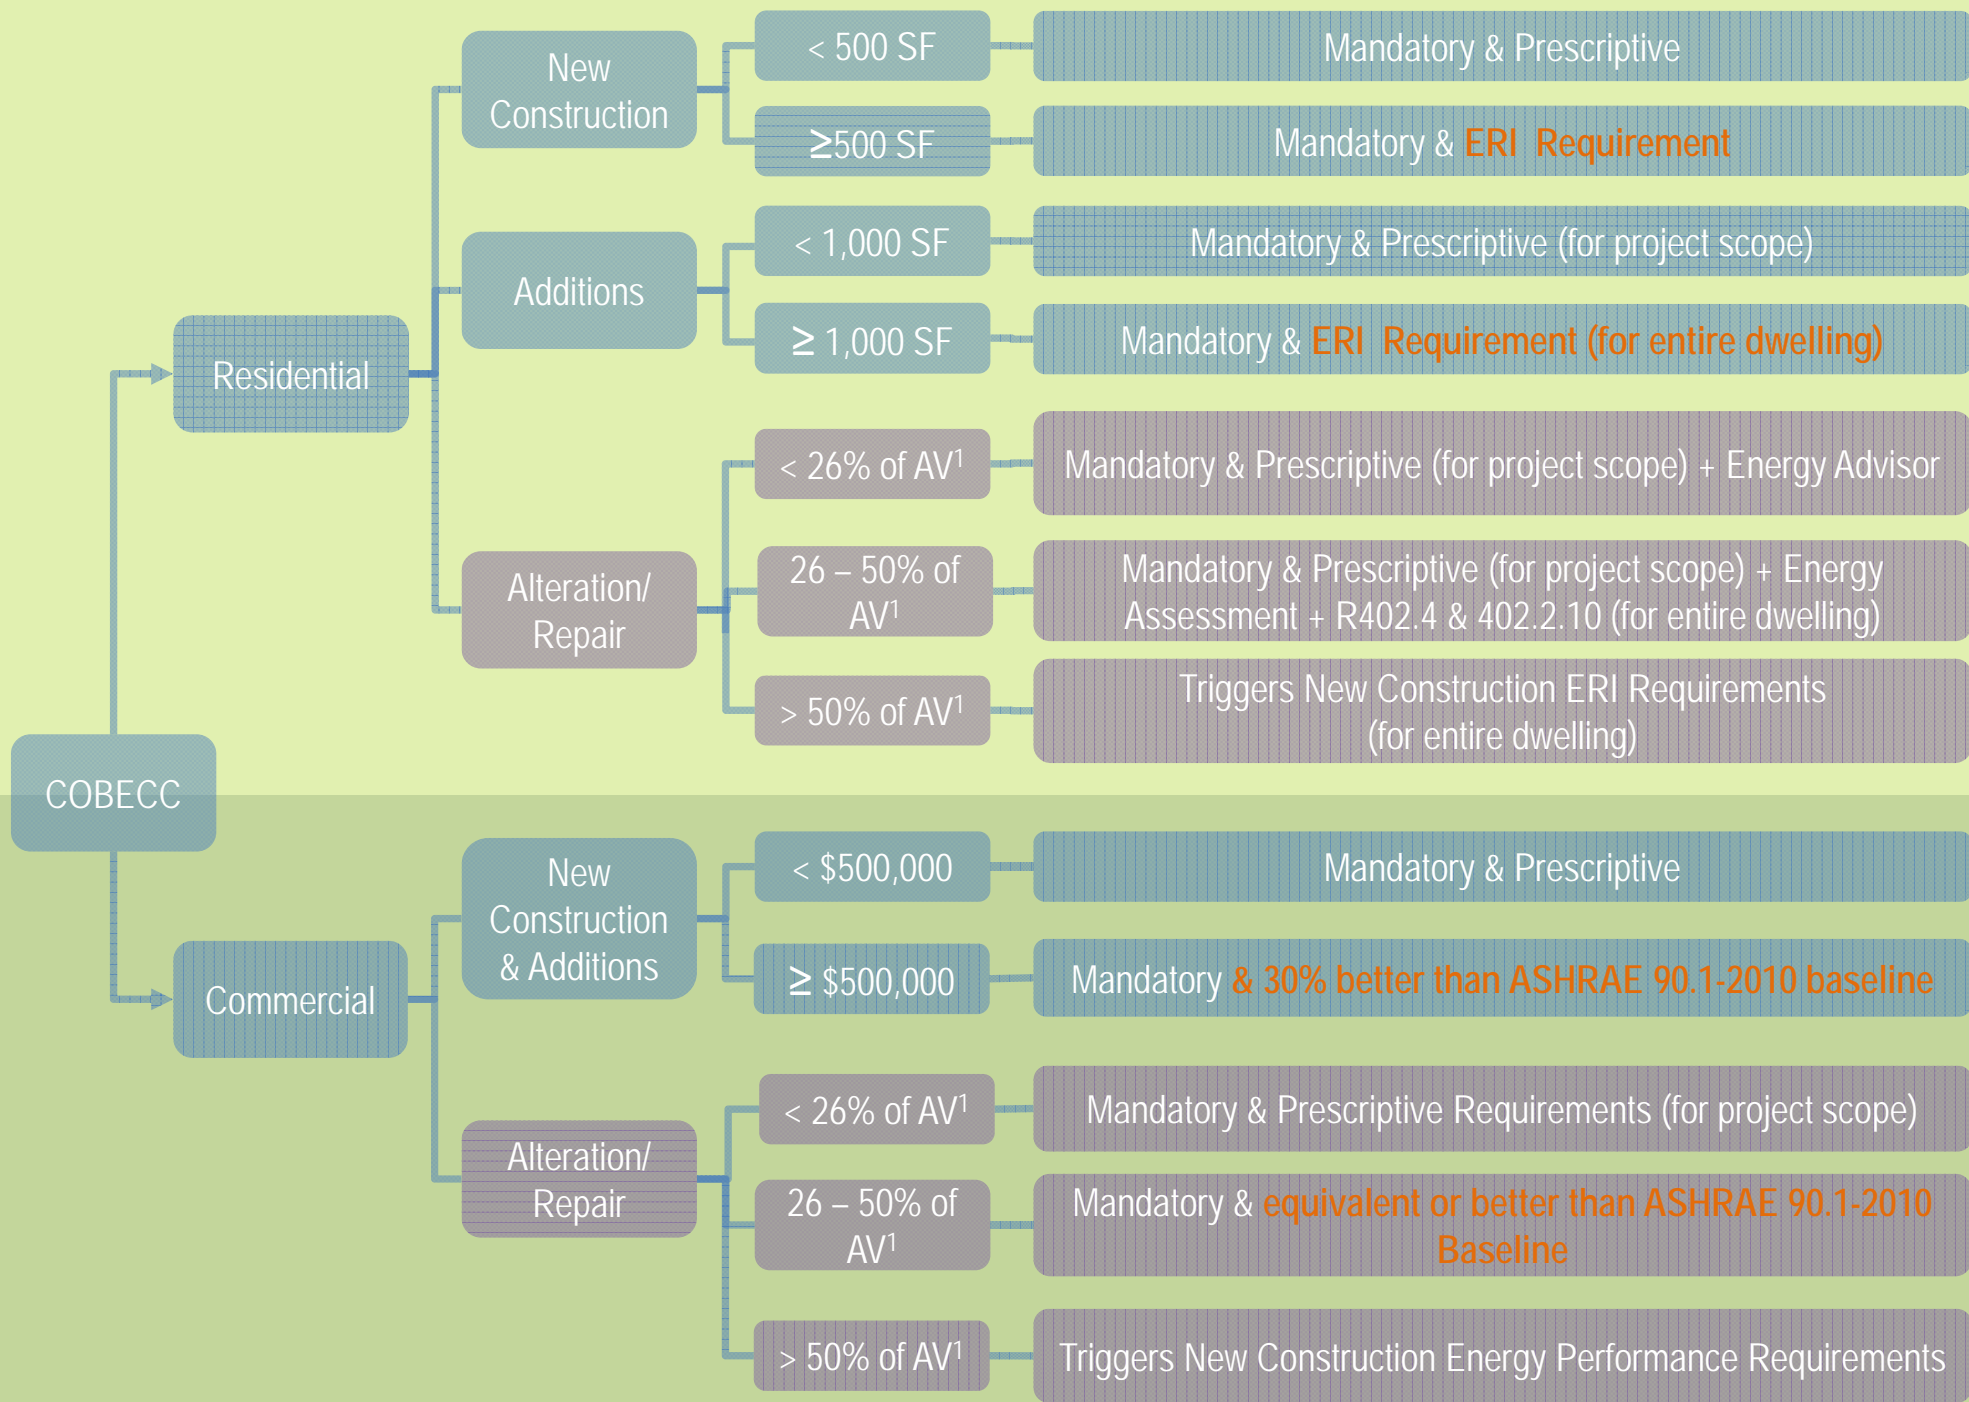 COBECC
Residential
New
Construction
< 500 SF
Mandatory & Prescriptive
≥500 SF
Mandatory & ERI Requirement
Additions
< 1,000 SF
Mandatory & Prescriptive (for project scope)
≥ 1,000 SF
Mandatory & ERI Requirement (for entire dwelling)
Alteration/
Repair
< 26% of AV¹
Mandatory & Prescriptive (for project scope) + Energy Advisor
26 – 50% of
AV¹
Mandatory & Prescriptive (for project scope) + Energy
Assessment + R402.4 & 402.2.10 (for entire dwelling)
> 50% of AV¹
Triggers New Construction ERI Requirements
(for entire dwelling)
Commercial
New
Construction
& Additions
< $500,000
Mandatory & Prescriptive
≥ $500,000
Mandatory & 30% better than ASHRAE 90.1-2010 baseline
Alteration/
Repair
< 26% of AV¹
Mandatory & Prescriptive Requirements (for project scope)
26 – 50% of
AV¹
Mandatory & equivalent or better than ASHRAE 90.1-2010
Baseline
> 50% of AV¹
Triggers New Construction Energy Performance Requirements